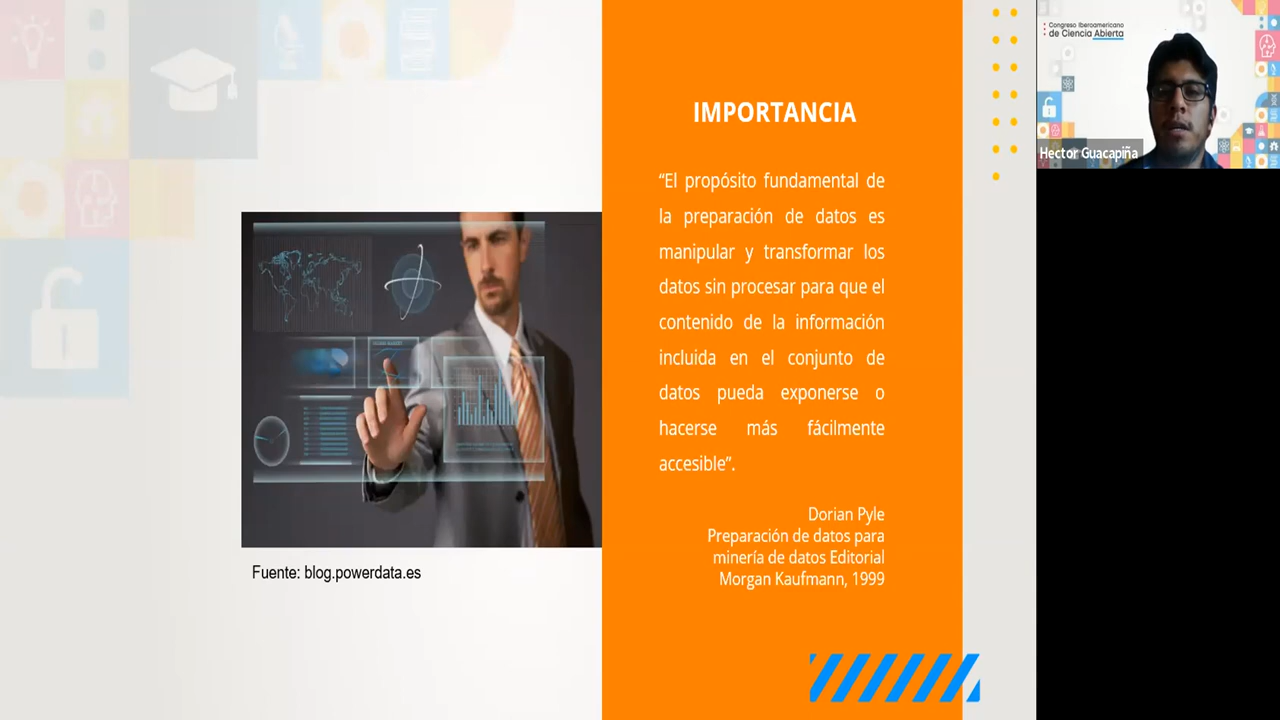 IMPORTANCIA
“El propósito fundamental de
la preparación de datos es
manipular y transformar los
datos sin procesar para que el
contenido de la información
incluida en el conjunto de
datos pueda exponerse o
hacerse más fácilmente
accesible”.
Dorian Pyle
Preparación de datos para
minería de datos Editorial
Morgan Kaufmann, 1999
Fuente: blog.powerdata.es
Congreso Iberoamericano
de Ciencia Abierta
Hector Guacapiña